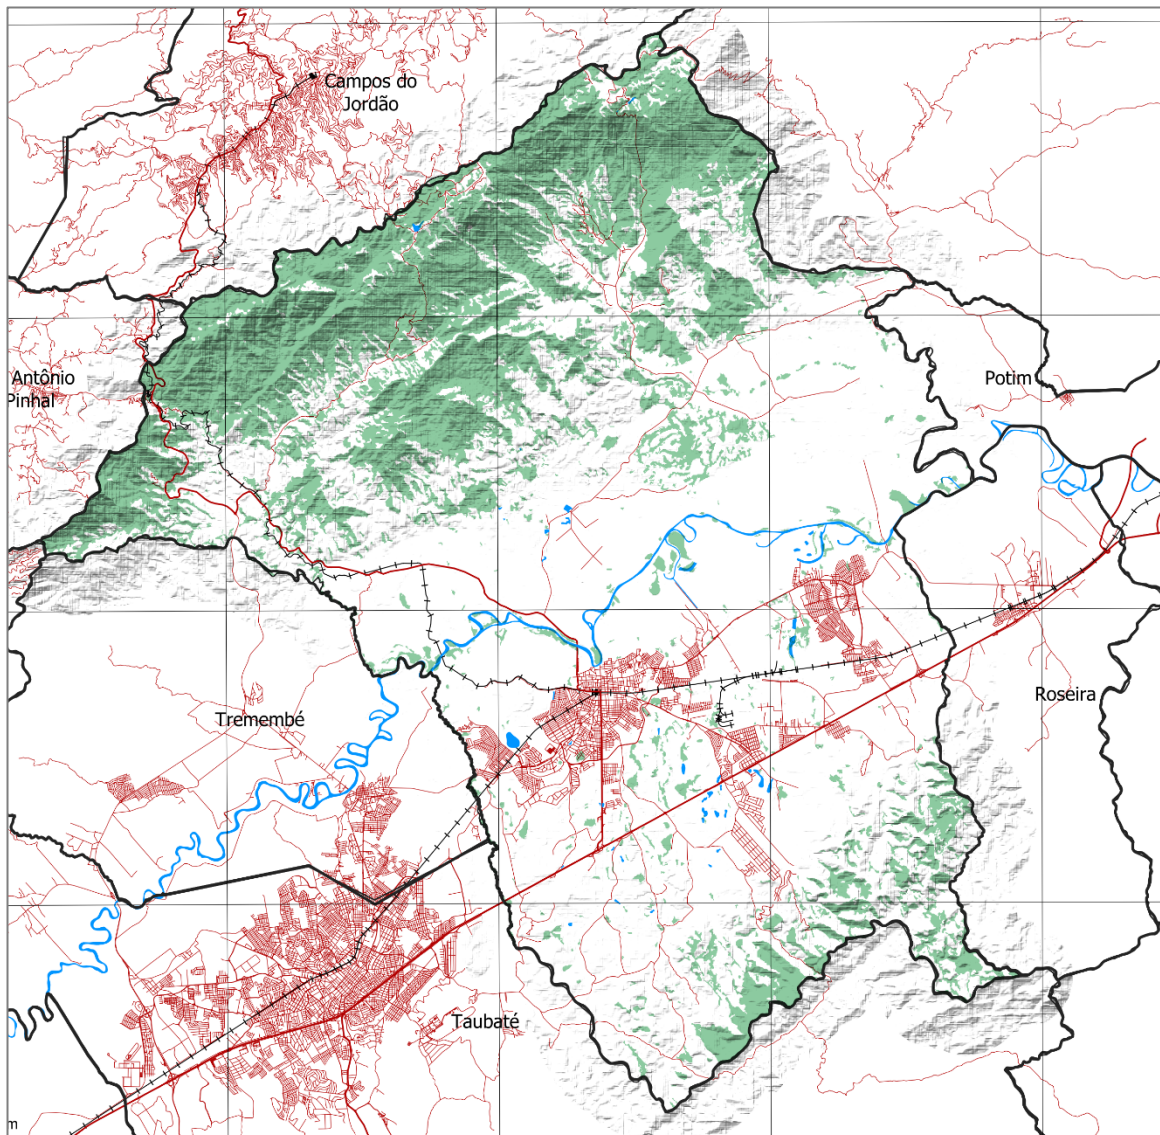 Campos do
Jordão
Antônio
Pinhal
Potim
Roseira
Tremembé
Taubaté
m